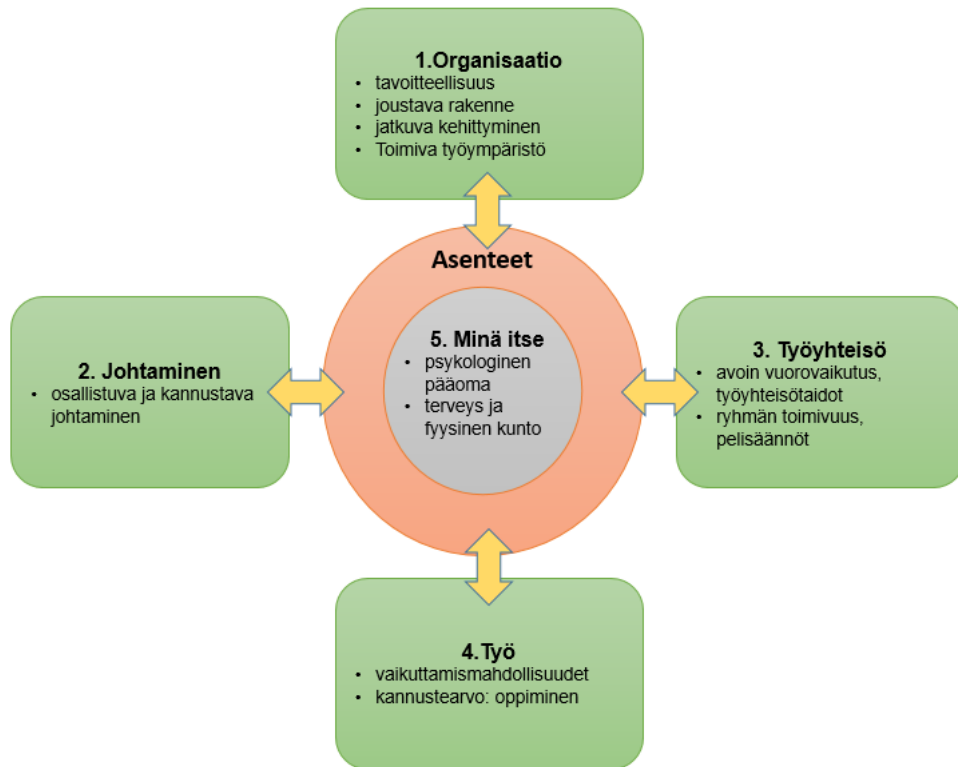 1.Organisaatio
• tavoitteellisuus
• joustava rakenne
• jatkuva kehittyminen
• Toimiva työympäristö
Asenteet
5. Minä itse
• psykologinen
pääoma
• terveys ja
fyysinen kunto
2. Johtaminen
• osallistuva ja kannustava
johtaminen
3. Työyhteisö
• avoin vuorovaikutus,
työyhteisötaidot
• ryhmän toimivuus,
pelisäännöt
4.Työ
• vaikuttamismahdollisuudet
• kannustearvo: oppiminen